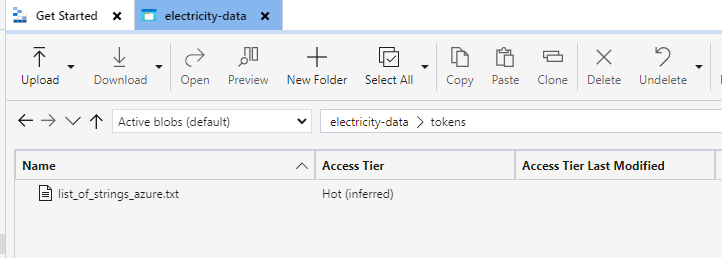 Get Started
electricity-data
Upload Download Open Preview New Folder Select All Copy Paste Clone Delete Undelete
Active blobs (default) electricity-data tokens
Name Access Tier Access Tier Last Modified
list_of_strings_azure.txt Hot (inferred)